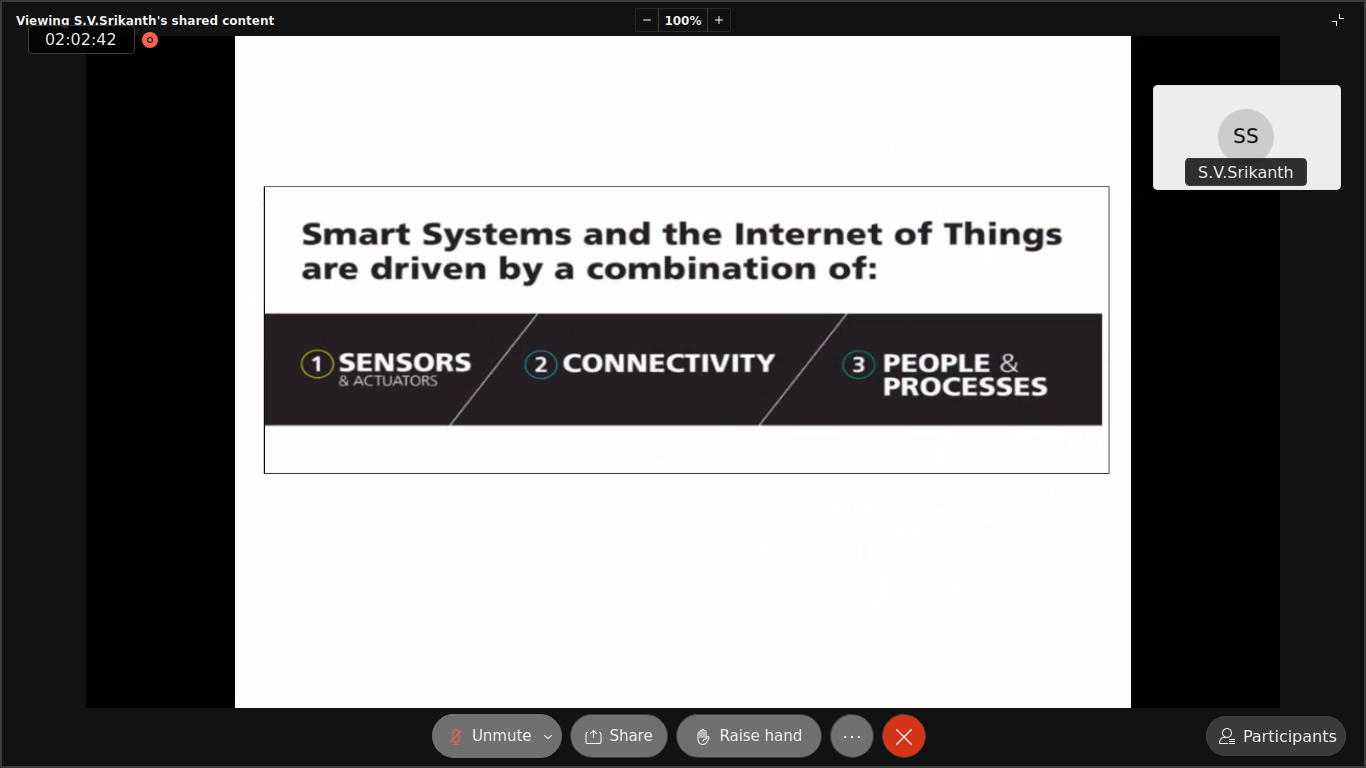 Viewing S.V.Srikanth's shared content
− 100% +
02:02:42
SS
S.V.Srikanth
Smart Systems and the Internet of Things
are driven by a combination of:
1 SENSORS
& ACTUATORS
2 CONNECTIVITY
3 PEOPLE &
PROCESSES
Unmute
Share
Raise hand
...
Participants